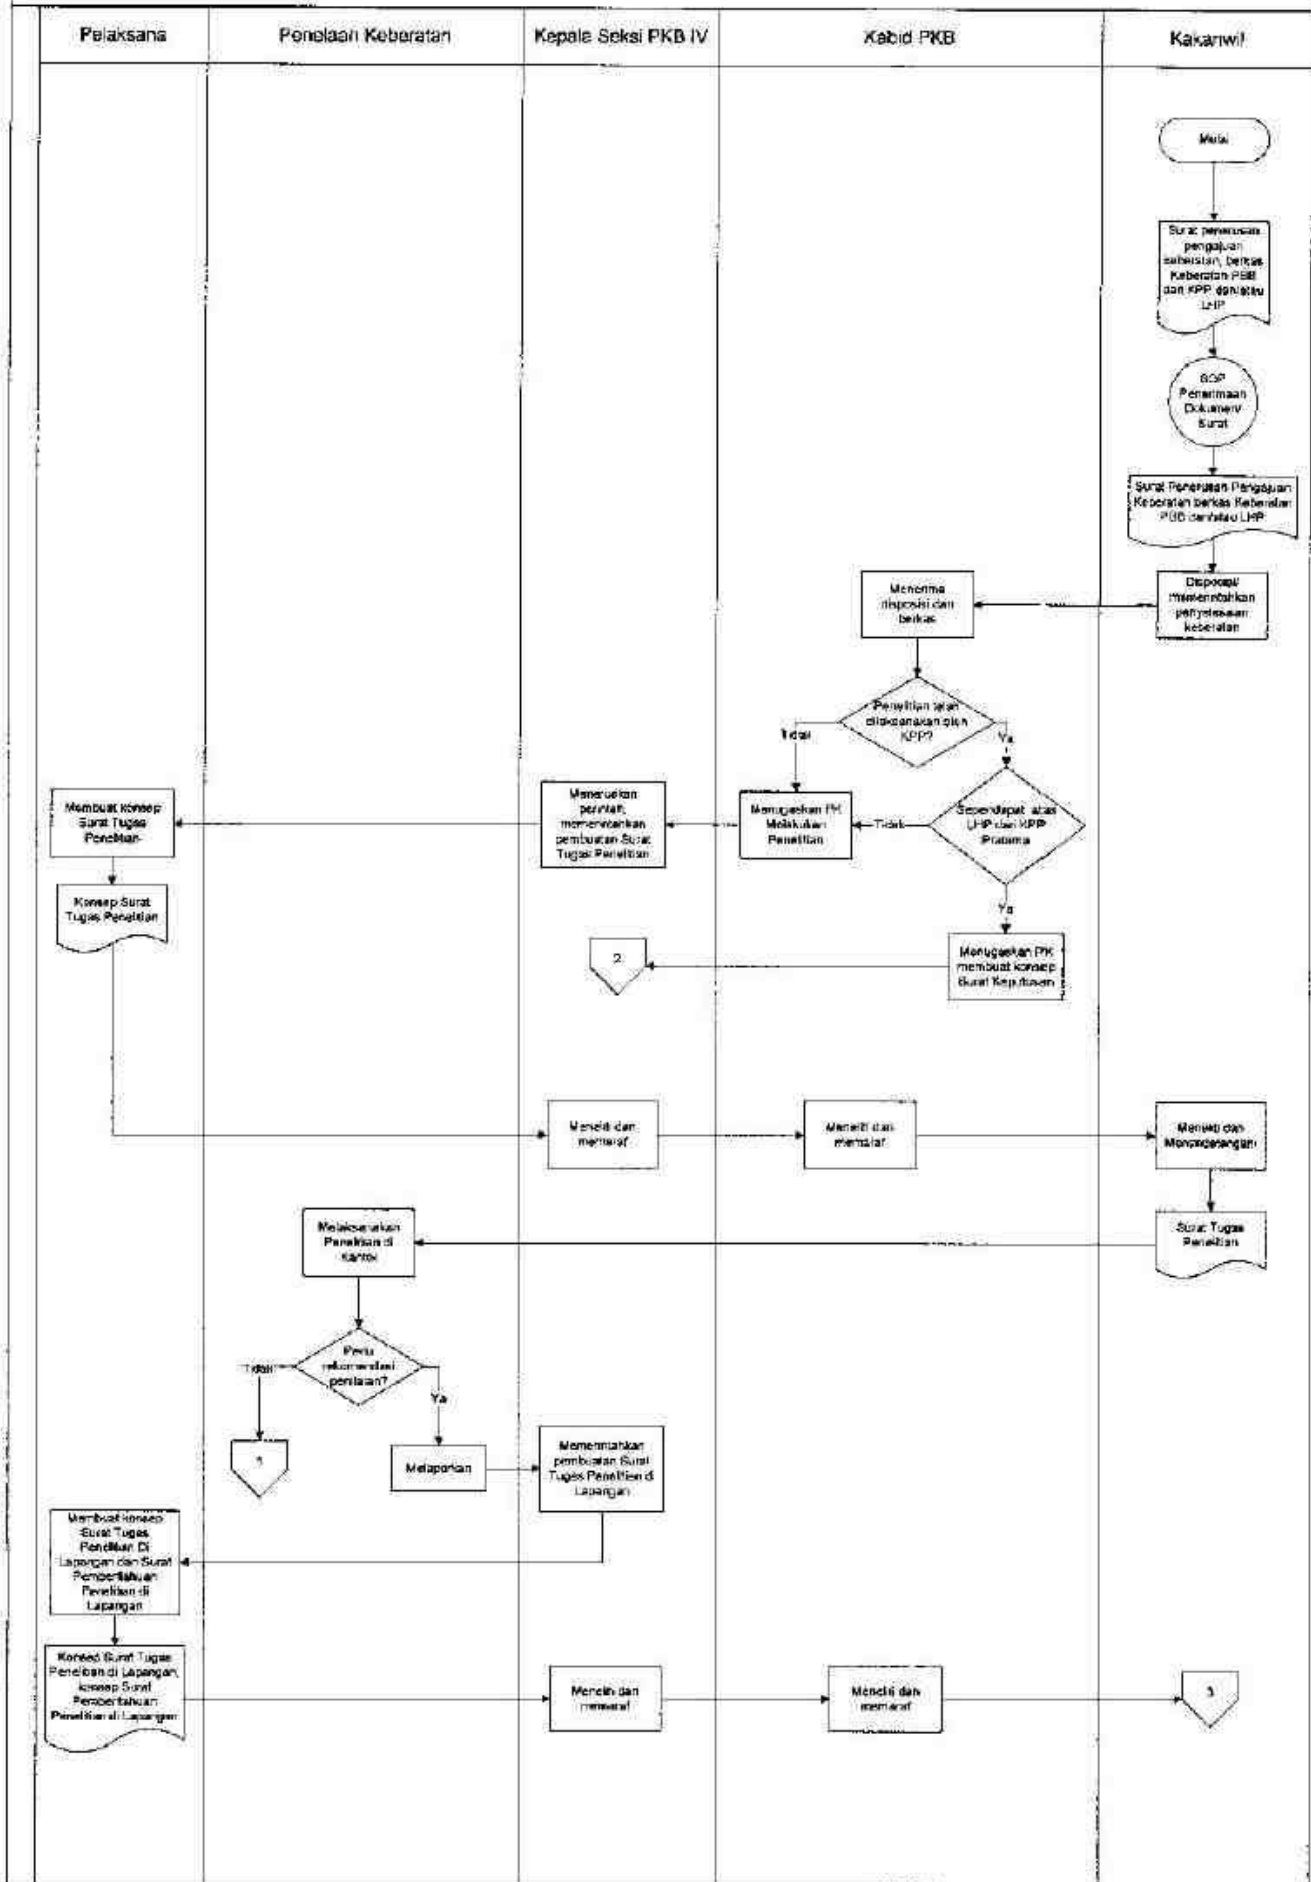 Pelaksana
Penelaan Keberatan
Kepala Seksi PKB IV
Kabid PKB
Kakanwil
Mulai
Surat penerusan
pengajuan
keberatan, berkas
Keberatan PBB
dari KPP dan/atau
LHP
SOP
Penerimaan
Dokumen/
Surat
Surat Penerusan Pengajuan
Keberatan berkas Keberatan
PBB dan/atau LHP
Disposisi/
memerintahkan
penyelesaian
keberatan
Menerima
disposisi dan
berkas
Penelitian telah
dilaksanakan oleh
KPP?
Tidak
Ya
Sependapat atas
LHP dari KPP
Pratama
Tidak
Menugaskan PK
Melakukan
Penelitian
Meneruskan
perintah,
memerintahkan
pembuatan Surat
Tugas Penelitian
Membuat konsep
Surat Tugas
Penelitian
Konsep Surat
Tugas Penelitian
Ya
Menugaskan PK
membuat konsep
Surat Keputusan
2
Meneliti dan
memaraf
Meneliti dan
memaraf
Meneliti dan
Menandatangani
Surat Tugas
Penelitian
Melaksanakan
Penelitian di
Kantor
Perlu
rekomendasi
penilaian?
Tidak
Ya
1
Melaporkan
Memerintahkan
pembuatan Surat
Tugas Penelitian di
Lapangan
Membuat konsep
Surat Tugas
Penelitian Di
Lapangan dan Surat
Pemberitahuan
Penelitian di
Lapangan
Konsep Surat Tugas
Penelitian di Lapangan,
konsep Surat
Pemberitahuan
Penelitian di Lapangan
Meneliti dan
memaraf
Meneliti dan
memaraf
3